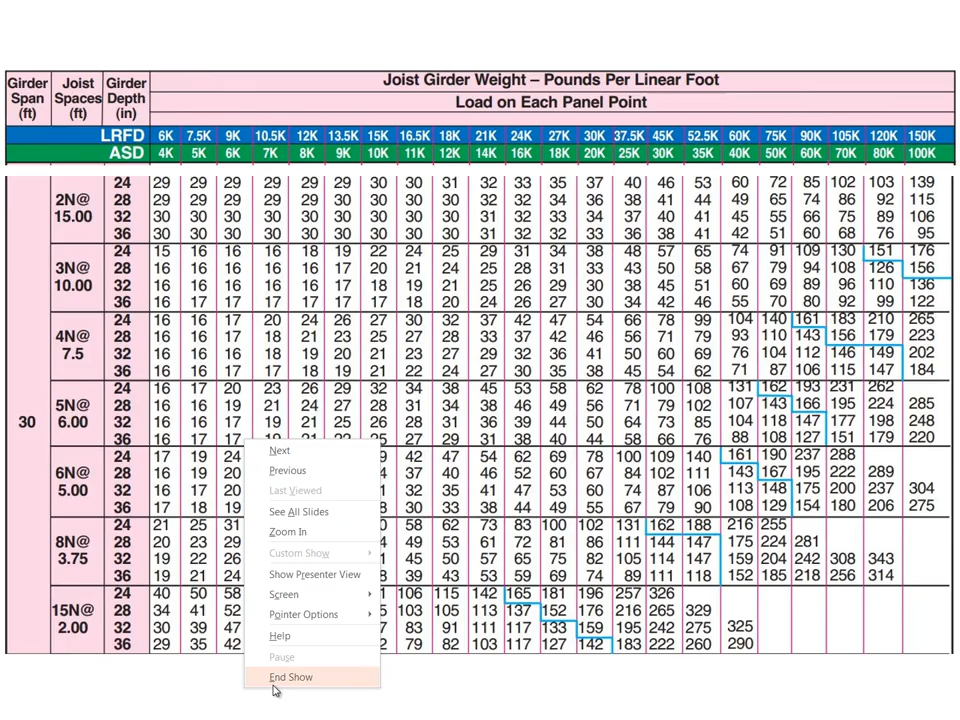 Joist Girder Weight – Pounds Per Linear Foot
Girder Span (ft) Joist Spaces (ft) Girder Depth (in) Load on Each Panel Point
LRFD 6K 7.5K 9K 10.5K 12K 13.5K 15K 16.5K 18K 21K 24K 27K 30K 37.5K 45K 52.5K 60K 75K 90K 105K 120K 150K
ASD 4K 5K 6K 7K 8K 9K 10K 11K 12K 14K 16K 18K 20K 25K 30K 35K 40K 50K 60K 70K 80K 100K
30
2N@ 15.00
24 29 29 29 29 29 29 30 30 31 32 33 35 37 40 46 53 60 72 85 102 103 139
28 29 29 29 29 29 30 30 30 30 32 32 34 36 38 41 44 49 65 74 86 92 115
32 30 30 30 30 30 30 30 30 30 31 32 33 34 37 40 41 45 55 66 75 89 106
36 30 30 30 30 30 30 30 30 30 31 32 32 33 36 38 41 42 51 60 68 76 95
3N@ 10.00
24 15 16 16 16 18 19 22 24 25 29 31 34 38 48 57 65 74 91 109 130 151 176
28 16 16 16 16 16 17 20 21 24 25 28 31 33 43 50 58 67 79 94 108 126 156
32 16 16 16 16 16 17 18 19 21 25 26 29 30 38 45 51 60 69 89 96 110 136
36 16 17 17 17 17 17 17 18 20 24 26 27 30 34 42 46 55 70 80 92 99 122
4N@ 7.5
24 16 16 17 20 24 26 27 30 32 37 42 47 54 66 78 99 104 140 161 183 210 265
28 16 16 17 18 21 23 25 27 28 33 37 42 46 56 71 79 93 110 143 156 179 223
32 16 16 16 18 19 20 21 23 27 29 32 36 41 50 60 69 76 104 112 146 149 202
36 16 16 17 17 18 19 21 22 24 27 30 35 38 45 54 62 71 87 106 115 147 184
5N@ 6.00
24 16 17 20 23 26 29 32 34 38 45 53 58 62 78 100 108 131 162 193 231 262
28 16 16 19 21 24 27 28 31 34 38 46 49 56 71 79 102 107 143 166 195 224 285
32 16 16 17 19 21 25 26 28 31 36 39 44 50 64 73 85 104 118 147 177 198 248
36 16 17 17 27 29 31 38 40 44 58 66 76 88 108 127 151 179 220
6N@ 5.00
24 17 19 24 42 47 54 62 69 78 100 109 140 161 190 237 288
28 16 19 20 37 40 46 52 60 67 84 102 111 143 167 195 222 289
32 16 17 20 32 35 41 47 53 60 74 87 106 113 148 175 200 237 304
36 17 18 19 30 33 38 44 49 55 67 79 90 108 129 154 180 206 275
8N@ 3.75
24 21 25 31 58 62 73 83 100 102 131 162 188 216 255
28 20 23 29 49 53 61 72 81 86 111 144 147 175 224 281
32 19 22 26 45 50 57 65 75 82 105 114 147 159 204 242 308 343
36 19 21 24 39 43 53 59 69 74 89 111 118 152 185 218 256 314
15N@ 2.00
24 40 50 58 106 115 142 165 181 196 257 326
28 34 41 52 103 105 113 137 152 176 216 265 329
32 30 39 47 83 91 111 117 133 159 195 242 275 325
36 29 35 42 79 82 103 117 127 142 183 222 260 290
Next
Previous
Last Viewed
See All Slides
Zoom In
Custom Show
Show Presenter View
Screen
Pointer Options
Help
Pause
End Show